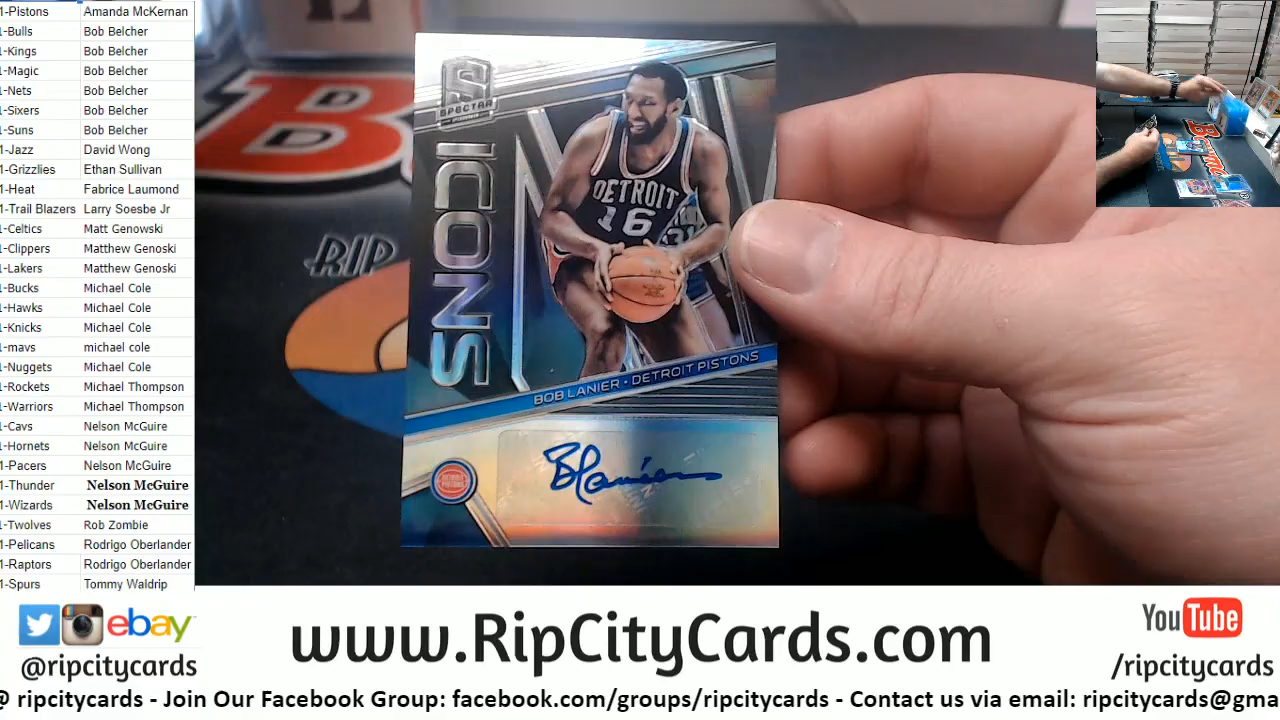 1-Pistons Amanda McKernan
1-Bulls Bob Belcher
1-Kings Bob Belcher
1-Magic Bob Belcher
1-Nets Bob Belcher
1-Sixers Bob Belcher
1-Suns Bob Belcher
1-Jazz David Wong
1-Grizzlies Ethan Sullivan
1-Heat Fabrice Laumond
1-Trail Blazers Larry Soesbe Jr
1-Celtics Matt Genowski
1-Clippers Matthew Genoski
1-Lakers Matthew Genoski
1-Bucks Michael Cole
1-Hawks Michael Cole
1-Knicks Michael Cole
1-mavs michael cole
1-Nuggets Michael Cole
1-Rockets Michael Thompson
1-Warriors Michael Thompson
1-Cavs Nelson McGuire
1-Hornets Nelson McGuire
1-Pacers Nelson McGuire
1-Thunder Nelson McGuire
1-Wizards Nelson McGuire
1-Twolves Rob Zombie
1-Pelicans Rodrigo Oberlander
1-Raptors Rodrigo Oberlander
1-Spurs Tommy Waldrip
RIP
SPECTRA
ICONS
DETROIT
16
31
BOB LANIER • DETROIT PISTONS
DETROIT PISTONS
B Lanier
ebay
@ripcitycards
www.RipCityCards.com
YouTube
/ripcitycards
@ ripcitycards - Join Our Facebook Group: facebook.com/groups/ripcitycards - Contact us via email: ripcitycards@gma